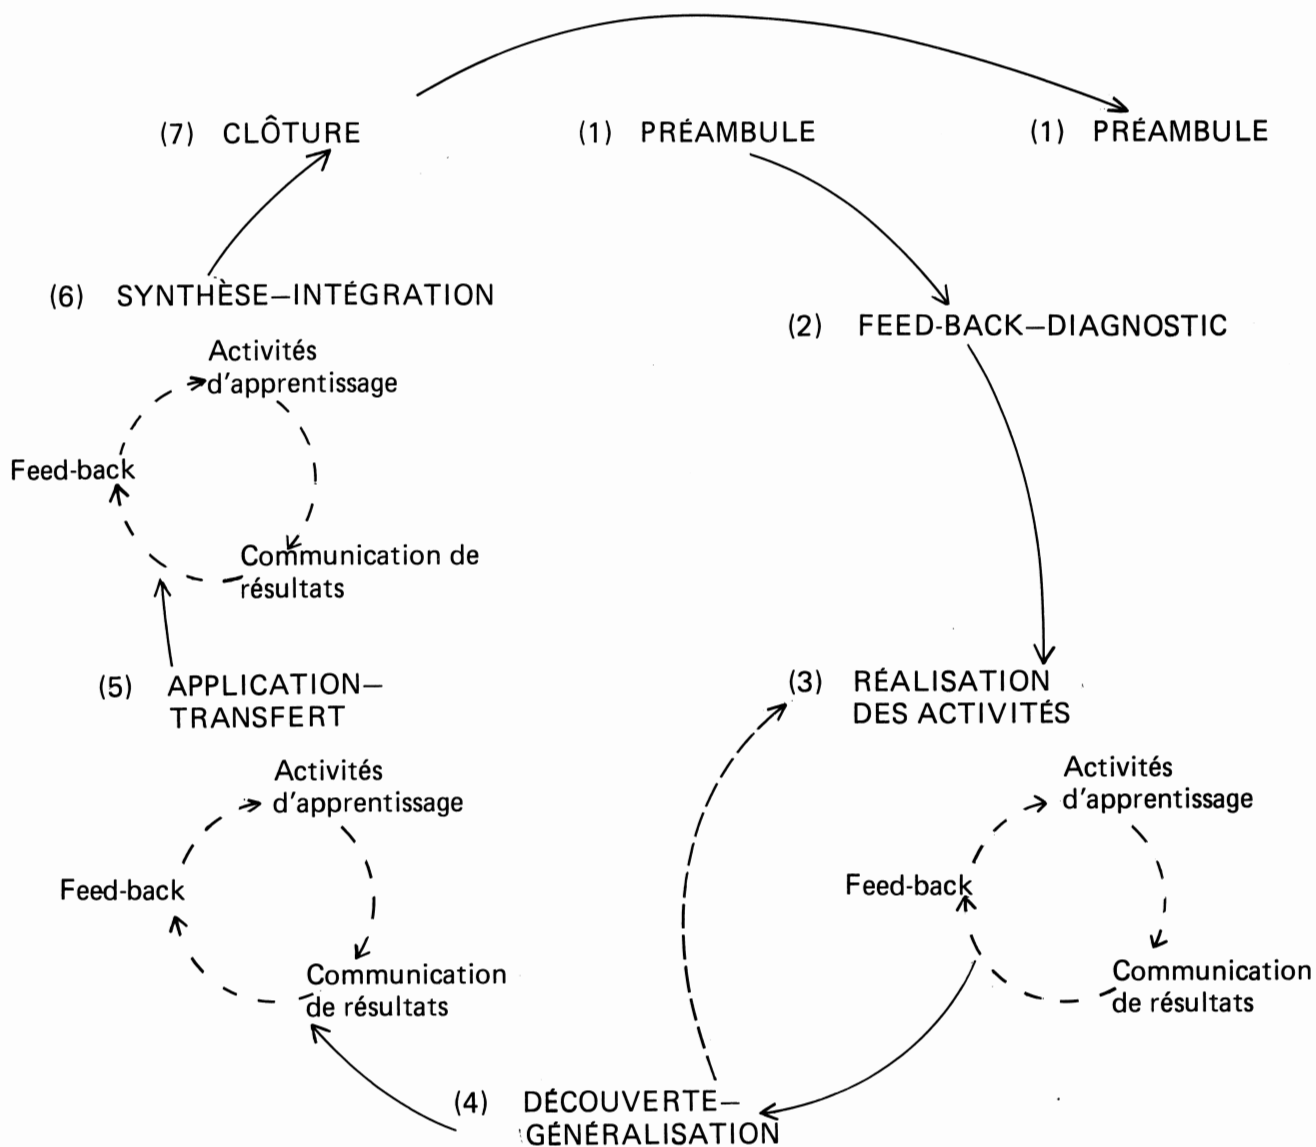 (7) CLÔTURE
(1) PRÉAMBULE
(1) PRÉAMBULE
(6) SYNTHÈSE—INTÉGRATION
(2) FEED-BACK—DIAGNOSTIC
Activités
d'apprentissage
Feed-back
Communication de
résultats
(5) APPLICATION—
TRANSFERT
(3) RÉALISATION
DES ACTIVITÉS
Activités
d'apprentissage
Feed-back
Communication
de résultats
Activités
d'apprentissage
Feed-back
Communication
de résultats
(4) DÉCOUVERTE—
GÉNÉRALISATION